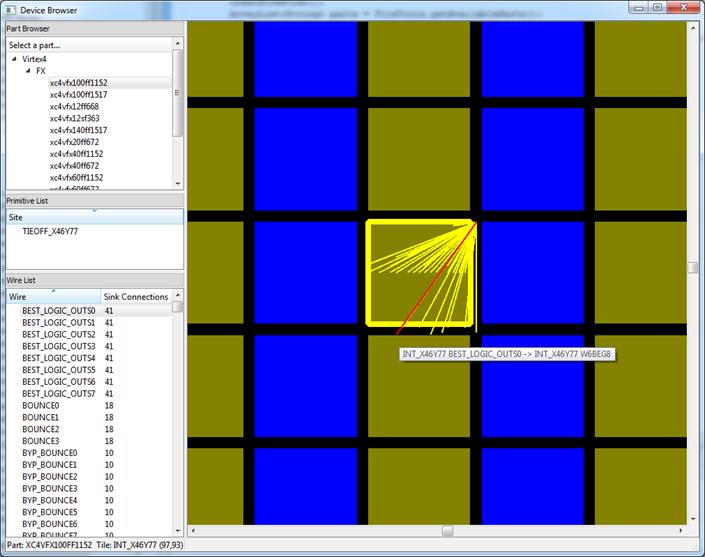 Device Browser
Part Browser
Select a part...
Virtex4
FX
xc4vfx100ff1152
xc4vfx100ff1517
xc4vfx12ff668
xc4vfx12sf363
xc4vfx140ff1517
xc4vfx20ff672
xc4vfx40ff1152
xc4vfx40ff672
xc4vfx60ff1152
xc4vfx60ff672
Primitive List
Site
TIEOFF_X46Y77
Wire List
Wire Sink Connections
BEST_LOGIC_OUTS0 41
BEST_LOGIC_OUTS1 41
BEST_LOGIC_OUTS2 41
BEST_LOGIC_OUTS3 41
BEST_LOGIC_OUTS4 41
BEST_LOGIC_OUTS5 41
BEST_LOGIC_OUTS6 41
BEST_LOGIC_OUTS7 41
BOUNCE0 18
BOUNCE1 18
BOUNCE2 18
BOUNCE3 18
BYP_BOUNCE0 10
BYP_BOUNCE1 10
BYP_BOUNCE2 10
BYP_BOUNCE3 10
BYP_BOUNCE4 10
BYP_BOUNCE5 10
BYP_BOUNCE6 10
BYP_BOUNCE7 10
INT_X46Y77 BEST_LOGIC_OUTS0 -> INT_X46Y77 W6BEG8
Part: XC4VFX100FF1152 Tile: INT_X46Y77 (97,93)